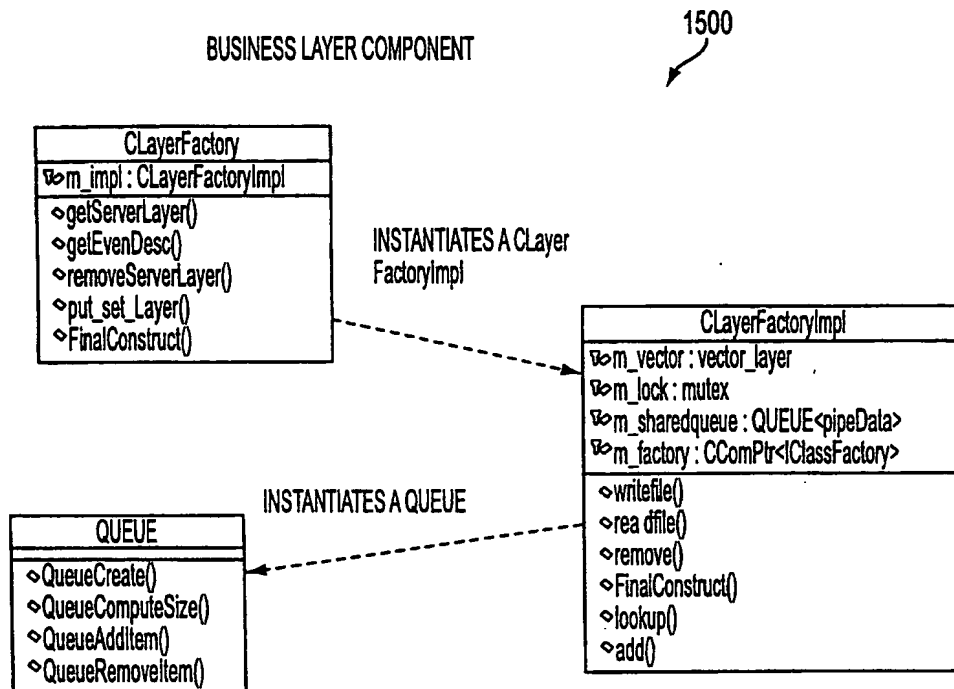 1500
BUSINESS LAYER COMPONENT
CLayerFactory
m_impl : CLayerFactoryImpl
getServerLayer()
getEvenDesc()
removeServerLayer()
put_set_Layer()
FinalConstruct()
INSTANTIATES A CLayer
FactoryImpl
CLayerFactoryImpl
m_vector : vector_layer
m_lock : mutex
m_sharedqueue : QUEUE<pipeData>
m_factory : CComPtr<IClassFactory>
writefile()
rea dfile()
remove()
FinalConstruct()
lookup()
add()
INSTANTIATES A QUEUE
QUEUE
QueueCreate()
QueueComputeSize()
QueueAddItem()
QueueRemoveItem()